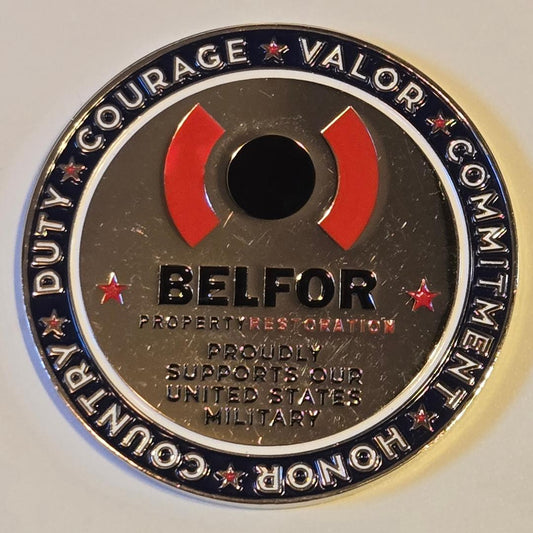 DUTY ★ COURAGE ★ VALOR ★ COMMITMENT ★ HONOR ★ COUNTRY ★
BELFOR
PROPERTYRESTORATION
PROUDLY
SUPPORTS OUR
UNITED STATES
MILITARY